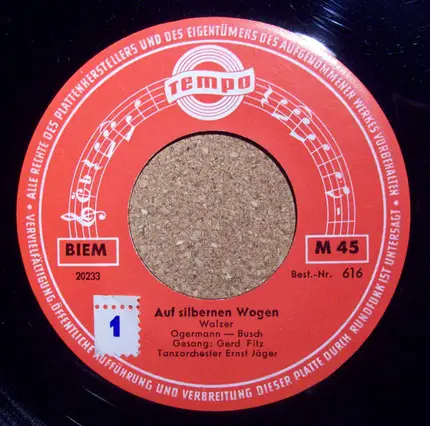 ALLE RECHTE DES PLATTENHERSTELLERS UND DES EIGENTÜMERS DES AUFGENOMMENEN WERKES VORBEHALTEN
• VERVIELFÄLTIGUNG ÖFFENTLICHE AUFFÜHRUNG UND VERBREITUNG DIESER PLATTE DURCH RUNDFUNK IST UNTERSAGT •
TEMPO
BIEM
M 45
20233
Best.-Nr. 616
1
Auf silbernen Wogen
Walzer
Ogermann — Busch
Gesang: Gerd Fitz
Tanzorchester Ernst Jäger